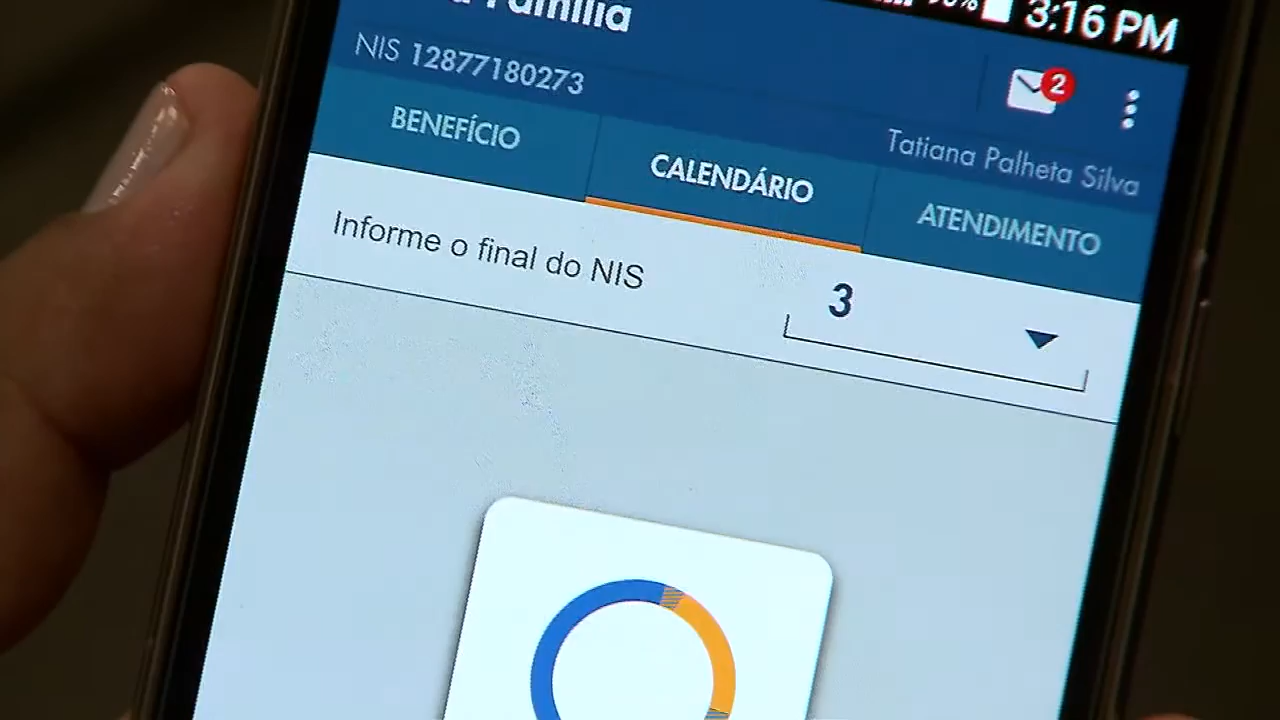 3:16 PM
Família
NIS 12877180273
2
Tatiana Palheta Silva
BENEFÍCIO
CALENDÁRIO
ATENDIMENTO
Informe o final do NIS
3